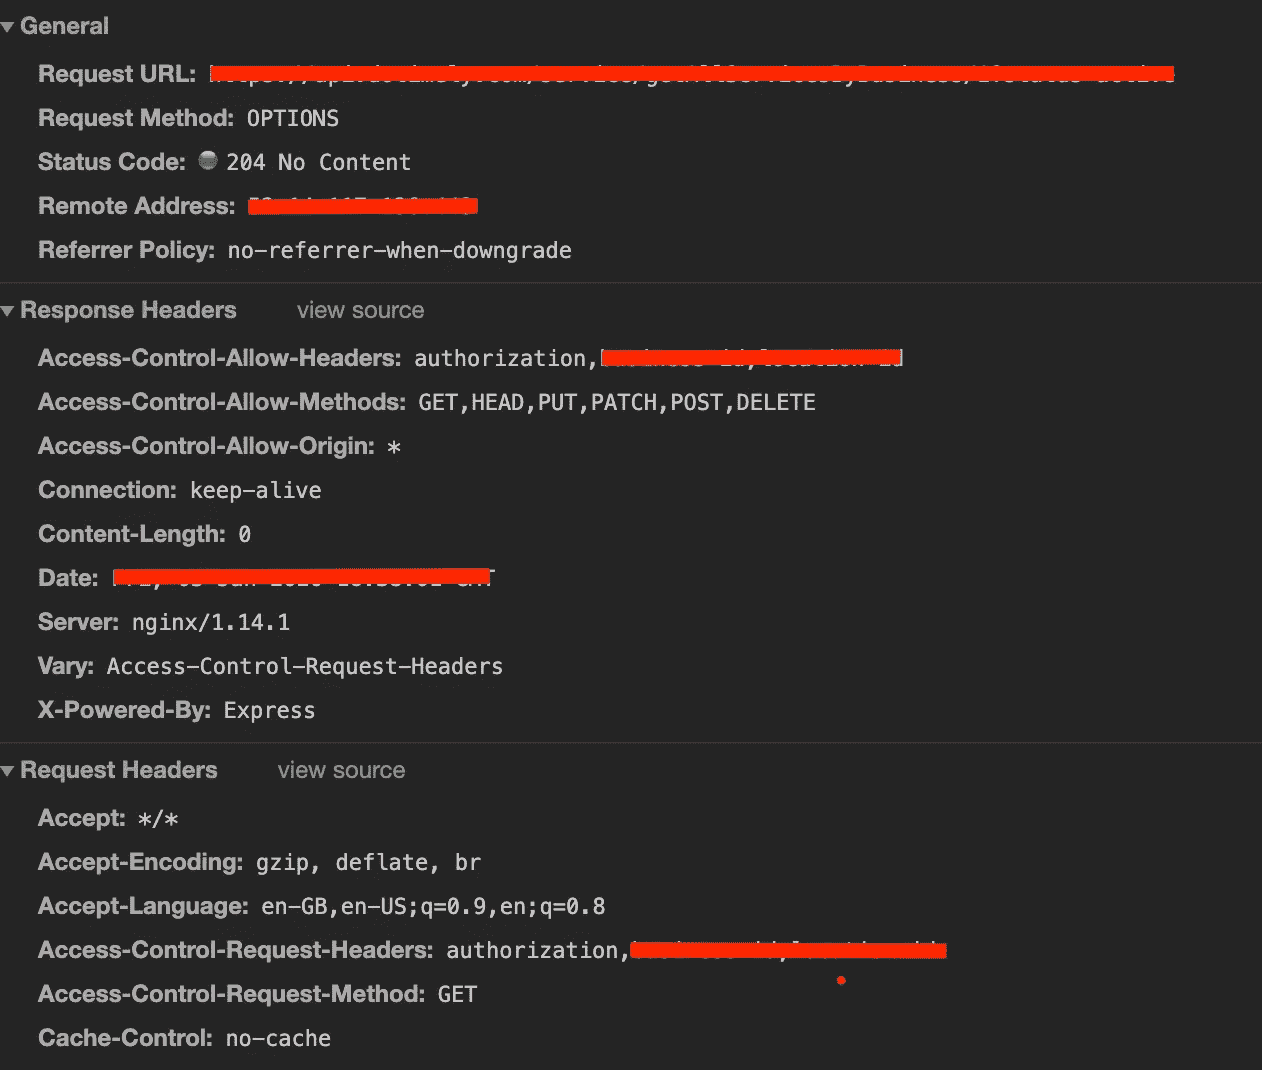 General
Request URL:
Request Method: OPTIONS
Status Code: 204 No Content
Remote Address:
Referrer Policy: no-referrer-when-downgrade
Response Headers view source
Access-Control-Allow-Headers: authorization,
Access-Control-Allow-Methods: GET,HEAD,PUT,PATCH,POST,DELETE
Access-Control-Allow-Origin: *
Connection: keep-alive
Content-Length: 0
Date:
Server: nginx/1.14.1
Vary: Access-Control-Request-Headers
X-Powered-By: Express
Request Headers view source
Accept: */*
Accept-Encoding: gzip, deflate, br
Accept-Language: en-GB,en-US;q=0.9,en;q=0.8
Access-Control-Request-Headers: authorization,
Access-Control-Request-Method: GET
Cache-Control: no-cache